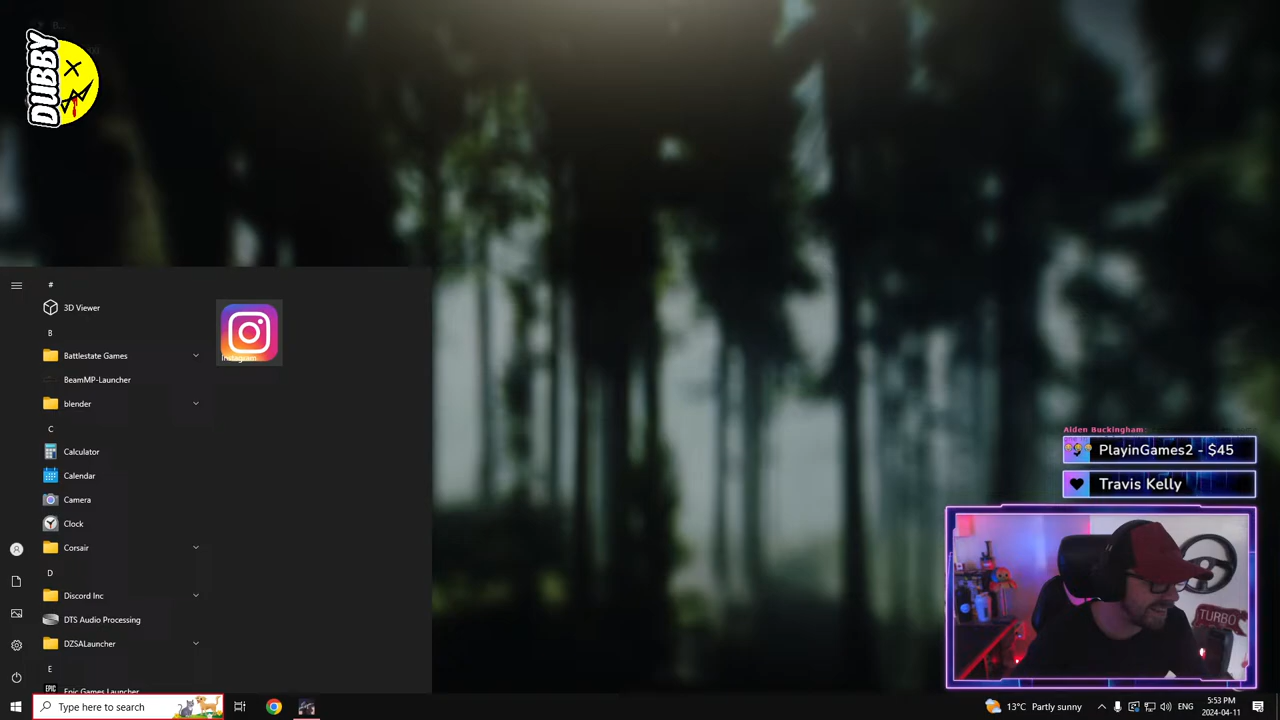 DUBBY
#
3D Viewer
B
Battlestate Games
BeamMP-Launcher
blender
C
Calculator
Calendar
Camera
Clock
Corsair
D
Discord Inc
DTS Audio Processing
DZSALauncher
E
EPIC
Epic Games Launcher
Instagram
Alden Buckingham:
PlayinGames2 - $45
Travis Kelly
TURBO
Type here to search
13°C Partly sunny
ENG
5:53 PM
2024-04-11